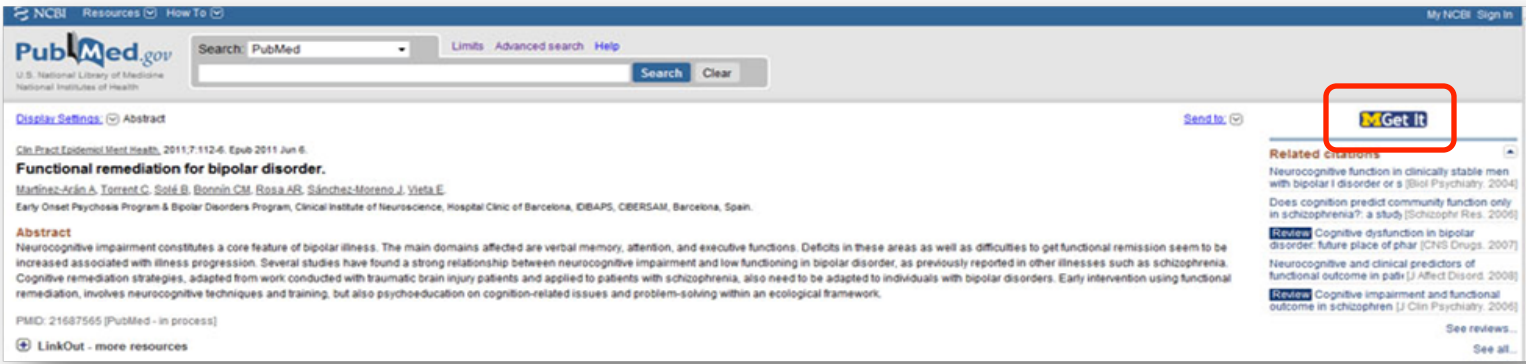 NCBI Resources How To My NCBI Sign In
PubMed.gov
U.S. National Library of Medicine
National Institutes of Health
Search: PubMed
Limits Advanced search Help
Search Clear
Display Settings: Abstract
Send to:
Clin Pract Epidemiol Ment Health. 2011;7:112-6. Epub 2011 Jun 6.
Functional remediation for bipolar disorder.
Martínez-Arán A, Torrent C, Solé B, Bonnín CM, Rosa AR, Sánchez-Moreno J, Vieta E.
Early Onset Psychosis Program & Bipolar Disorders Program, Clinical Institute of Neuroscience, Hospital Clinic of Barcelona, IDIBAPS, CIBERSAM, Barcelona, Spain.
Abstract
Neurocognitive impairment constitutes a core feature of bipolar illness. The main domains affected are verbal memory, attention, and executive functions. Deficits in these areas as well as difficulties to get functional remission seem to be
increased associated with illness progression. Several studies have found a strong relationship between neurocognitive impairment and low functioning in bipolar disorder, as previously reported in other illnesses such as schizophrenia.
Cognitive remediation strategies, adapted from work conducted with traumatic brain injury patients and applied to patients with schizophrenia, also need to be adapted to individuals with bipolar disorders. Early intervention using functional
remediation, involves neurocognitive techniques and training, but also psychoeducation on cognition-related issues and problem-solving within an ecological framework.
PMID: 21687565 [PubMed - in process]
LinkOut - more resources
M Get It
Related citations
Neurocognitive function in clinically stable men
with bipolar I disorder or s [Biol Psychiatry. 2004]
Does cognition predict community function only
in schizophrenia?: a study [Schizophr Res. 2006]
Review Cognitive dysfunction in bipolar
disorder: future place of phar [CNS Drugs. 2007]
Neurocognitive and clinical predictors of
functional outcome in patie [J Affect Disord. 2008]
Review Cognitive impairment and functional
outcome in schizophren [J Clin Psychiatry. 2006]
See reviews...
See all...